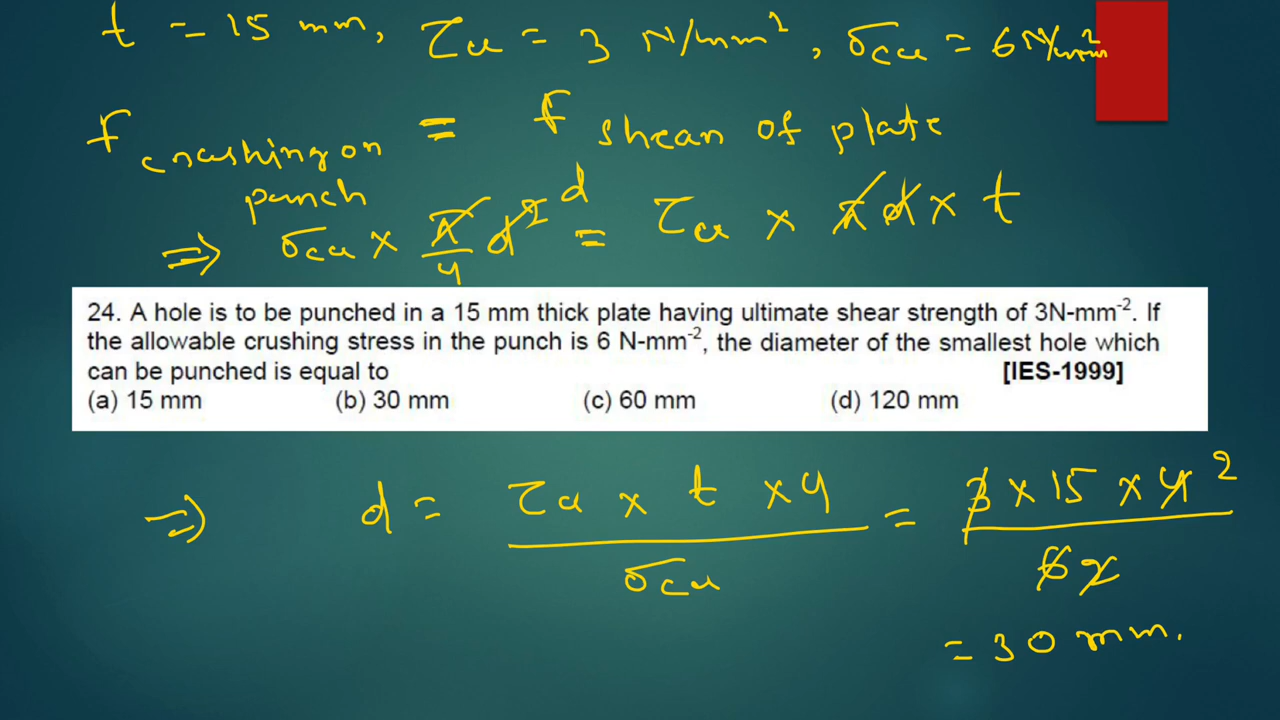 t = 15 mm, τu = 3 N/mm², σcu = 6N/mm²
f crushing on punch = f shear of plate
⇒ σcu × π/4 d² d = τu × π d × t
24. A hole is to be punched in a 15 mm thick plate having ultimate shear strength of 3N-mm⁻². If
the allowable crushing stress in the punch is 6 N-mm⁻², the diameter of the smallest hole which
can be punched is equal to [IES-1999]
(a) 15 mm (b) 30 mm (c) 60 mm (d) 120 mm
⇒ d = τu × t × 4 / σcu = 3 × 15 × 4 2 / 6 2
= 30 mm.